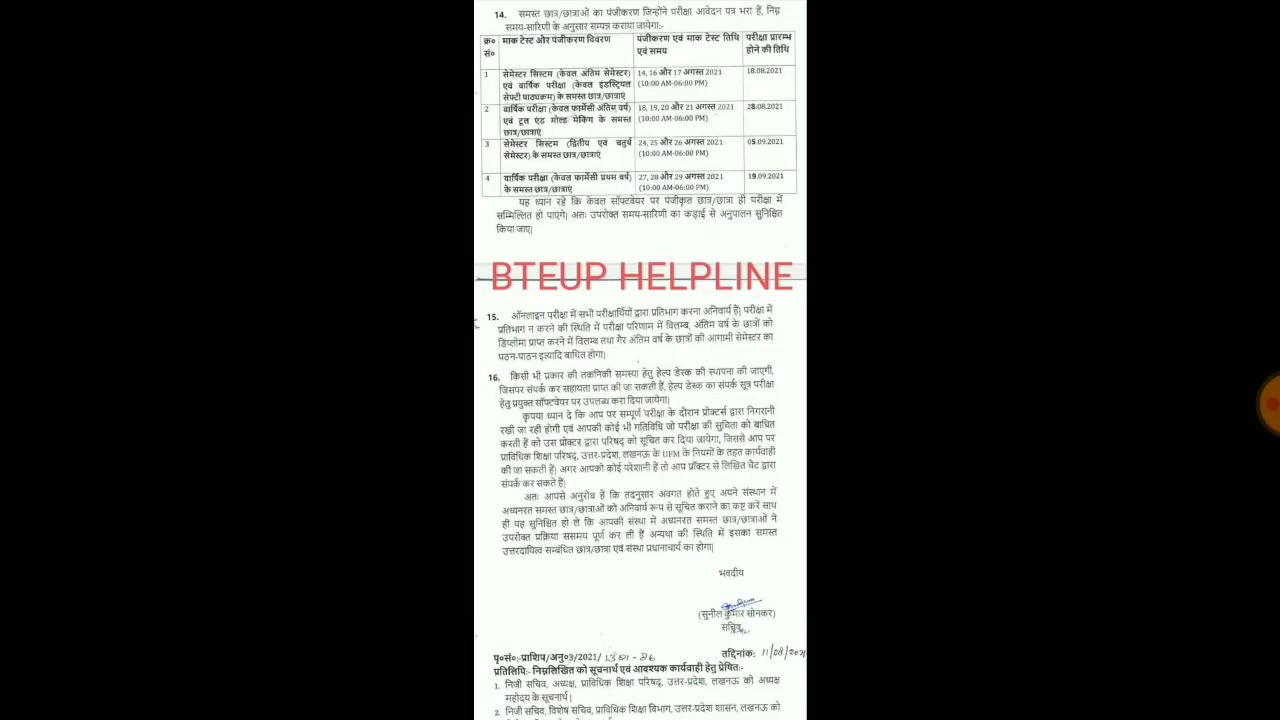 14. समस्त छात्र/छात्राओं का पंजीकरण जिन्होंने परीक्षा आवेदन पत्र भरा हैं, निम्न
समय-सारिणी के अनुसार सम्पन्न कराया जायेगा:-
क्र० सं० माक टेस्ट और पंजीकरण विवरण पंजीकरण एवं माक टेस्ट तिथि एवं समय परीक्षा प्रारम्भ होने की तिथि
1 सेमेस्टर सिस्टम (केवल अंतिम सेमेस्टर) 14, 16 और 17 अगस्त 2021 18.08.2021
एवं वार्षिक परीक्षा (केवल इंडस्ट्रियल (10:00 AM-06:00 PM)
सेफ्टी पाठ्यक्रम) के समस्त छात्र/छात्राएं
2 वार्षिक परीक्षा (केवल फार्मेसी अंतिम वर्ष) 18, 19, 20 और 21 अगस्त 2021 28.08.2021
एवं टूल एंड मोल्ड मेकिंग के समस्त (10:00 AM-06:00 PM)
छात्र/छात्राएं
3 सेमेस्टर सिस्टम (द्वितीय एवं चतुर्थ 24, 25 और 26 अगस्त 2021 05.09.2021
सेमेस्टर) के समस्त छात्र/छात्राएं (10:00 AM-06:00 PM)
4 वार्षिक परीक्षा (केवल फार्मेसी प्रथम वर्ष) 27, 28 और 29 अगस्त 2021 19.09.2021
के समस्त छात्र/छात्राएं (10:00 AM-06:00 PM)
यह ध्यान रहे कि केवल सॉफ्टवेयर पर पंजीकृत छात्र/छात्रा ही परीक्षा में
सम्मिल्लित हो पाएंगे| अतः उपरोक्त समय-सारिणी का कड़ाई से अनुपालन सुनिश्चित
किया जाए|
BTEUP HELPLINE
15. ऑनलाइन परीक्षा में सभी परीक्षार्थियों द्वारा प्रतिभाग करना अनिवार्य हैं| परीक्षा में
प्रतिभाग न करने की स्थिति में परीक्षा परिणाम में विलम्ब, अंतिम वर्ष के छात्रों को
डिप्लोमा प्राप्त करने में विलम्ब तथा गैर अंतिम वर्ष के छात्रों की आगामी सेमेस्टर का
पठन-पाठन इत्यादि बाधित होगा|
16. किसी भी प्रकार की तकनिकी समस्या हेतु हेल्प डेस्क की स्थापना की जाएगी,
जिसपर संपर्क कर सहायता प्राप्त की जा सकती हैं, हेल्प डेस्क का संपर्क सूत्र परीक्षा
हेतु प्रयुक्त सॉफ्टवेयर पर उपलब्ध करा दिया जायेगा|
कृपया ध्यान दे कि आप पर सम्पूर्ण परीक्षा के दौरान प्रोक्टर्स द्वारा निगरानी
रखी जा रही होगी एवं आपकी कोई भी गतिविधि जो परीक्षा की सुचिता को बाधित
करती हैं को उस प्रोक्टर द्वारा परिषद् को सूचित कर दिया जायेगा, जिससे आप पर
प्राविधिक शिक्षा परिषद्, उत्तर-प्रदेश, लखनऊ के UFM के नियमों के तहत कार्यवाही
की जा सकती हैं| अगर आपको कोई परेशानी हैं तो आप प्रॉक्टर से लिखित चैट द्वारा
संपर्क कर सकते हैं|
अतः आपसे अनुरोध हैं कि तदनुसार अवगत होते हुए अपने संस्थान में
अध्यनरत समस्त छात्र/छात्राओं को अनिवार्य रूप से सूचित कराने का कष्ट करें साथ
ही यह सुनिश्चित हो ले कि आपकी संस्था में अध्यनरत समस्त छात्र/छात्राओं ने
उपरोक्त प्रक्रिया ससमय पूर्ण कर ली हैं अन्यथा की स्थिति में इसका समस्त
उत्तरदायित्व सम्बंधित छात्र/छात्रा एवं संस्था प्रधानाचार्य का होगा|
भवदीय
(सुनील कुमार सोनकर)
सचिव
पृ०सं०:-प्राशिप/अनु०3/2021/ तद्दिनांक: 11/08/2021
प्रतिलिपि:- निम्नलिखित को सूचनार्थ एवं आवश्यक कार्यवाही हेतु प्रेषित:-
1. निजी सचिव, अध्यक्ष, प्राविधिक शिक्षा परिषद्, उत्तर-प्रदेश, लखनऊ को अध्यक्ष
महोदय के सूचनार्थ|
2. निजी सचिव, विशेष सचिव, प्राविधिक शिक्षा विभाग, उत्तर-प्रदेश शासन, लखनऊ को